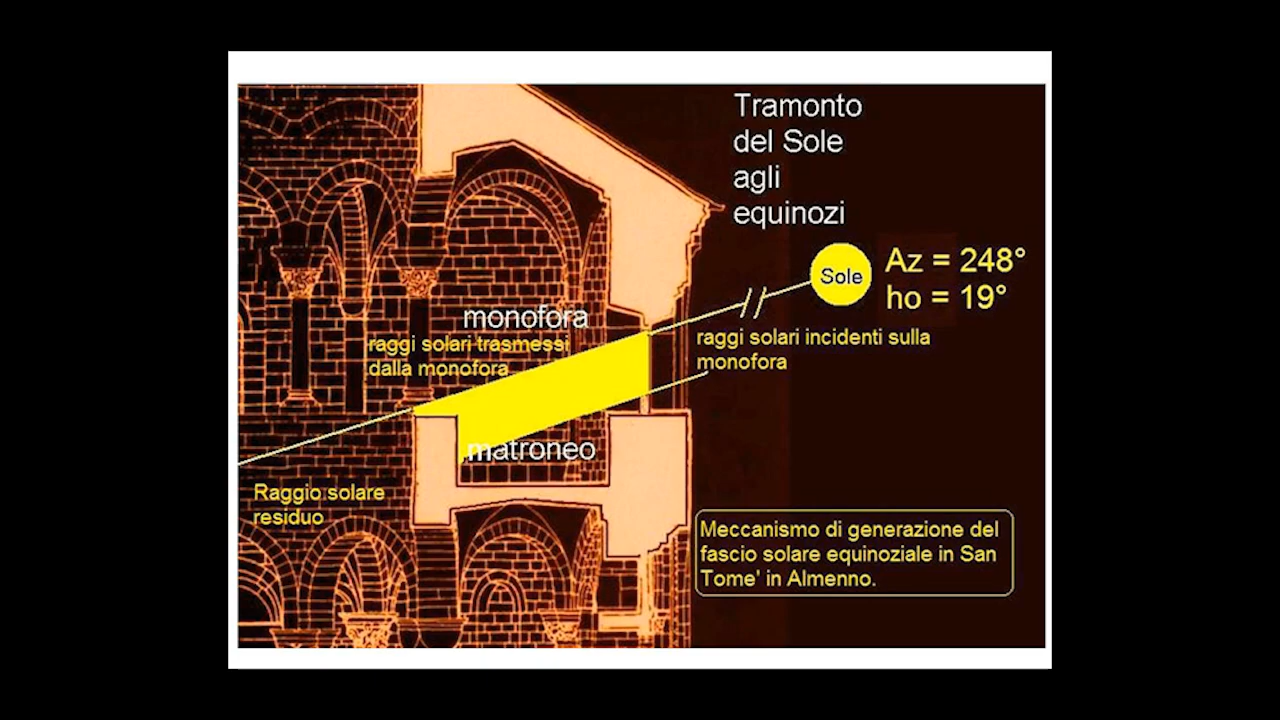 Tramonto
del Sole
agli
equinozi
Sole
Az = 248°
ho = 19°
monofora
raggi solari trasmessi
dalla monofora
raggi solari incidenti sulla
monofora
matroneo
Raggio solare
residuo
Meccanismo di generazione del
fascio solare equinoziale in San
Tome' in Almenno.